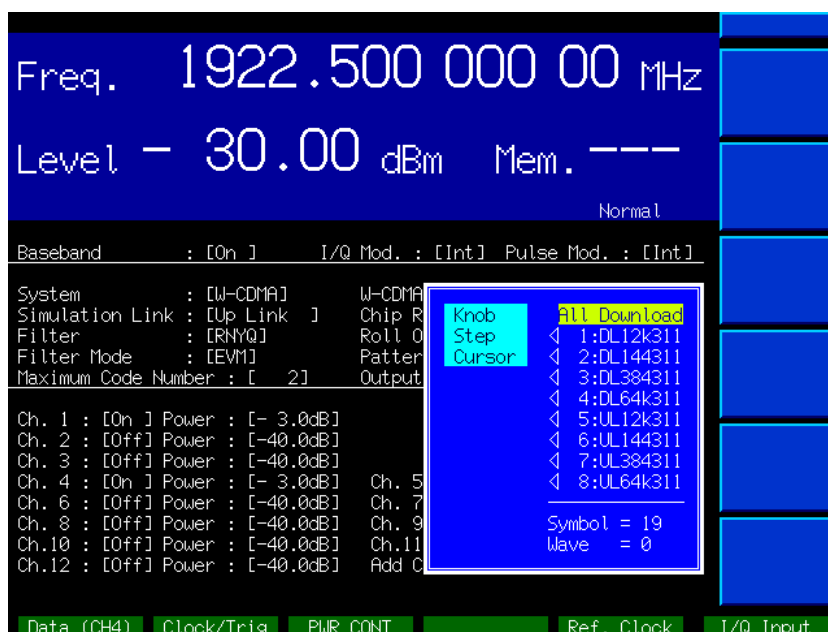 Freq. 1922.500 000 00 MHz
Level - 30.00 dBm Mem. ---
Normal
Baseband : [On ] I/Q Mod. : [Int] Pulse Mod. : [Int]
System : [W-CDMA] W-CDMA
Simulation Link : [Up Link ] Chip R
Filter : [RNYQ] Roll O
Filter Mode : [EVM] Patter
Maximum Code Number : [ 2] Output
Knob All Download
Step 1:DL12k311
Cursor 2:DL144311
3:DL384311
4:DL64k311
5:UL12k311
6:UL144311
7:UL384311
8:UL64k311
Symbol = 19
Wave = 0
Ch. 1 : [On ] Power : [- 3.0dB]
Ch. 2 : [Off] Power : [-40.0dB]
Ch. 3 : [Off] Power : [-40.0dB]
Ch. 4 : [On ] Power : [- 3.0dB] Ch. 5
Ch. 6 : [Off] Power : [-40.0dB] Ch. 7
Ch. 8 : [Off] Power : [-40.0dB] Ch. 9
Ch.10 : [Off] Power : [-40.0dB] Ch.11
Ch.12 : [Off] Power : [-40.0dB] Add C
Data (CH4) Clock/Trig PWR CONT Ref. Clock I/Q Input